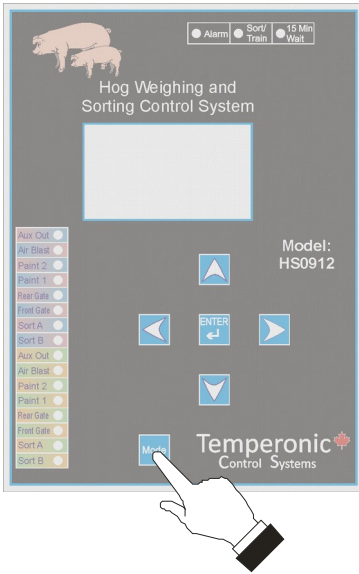 Alarm
Sort/
Train
15 Min
Wait
Hog Weighing and
Sorting Control System
Aux Out
Air Blast
Paint 2
Paint 1
Rear Gate
Front Gate
Sort A
Sort B
Aux Out
Air Blast
Paint 2
Paint 1
Rear Gate
Front Gate
Sort A
Sort B
Model:
HS0912
ENTER
Mode
Temperonic
Control Systems